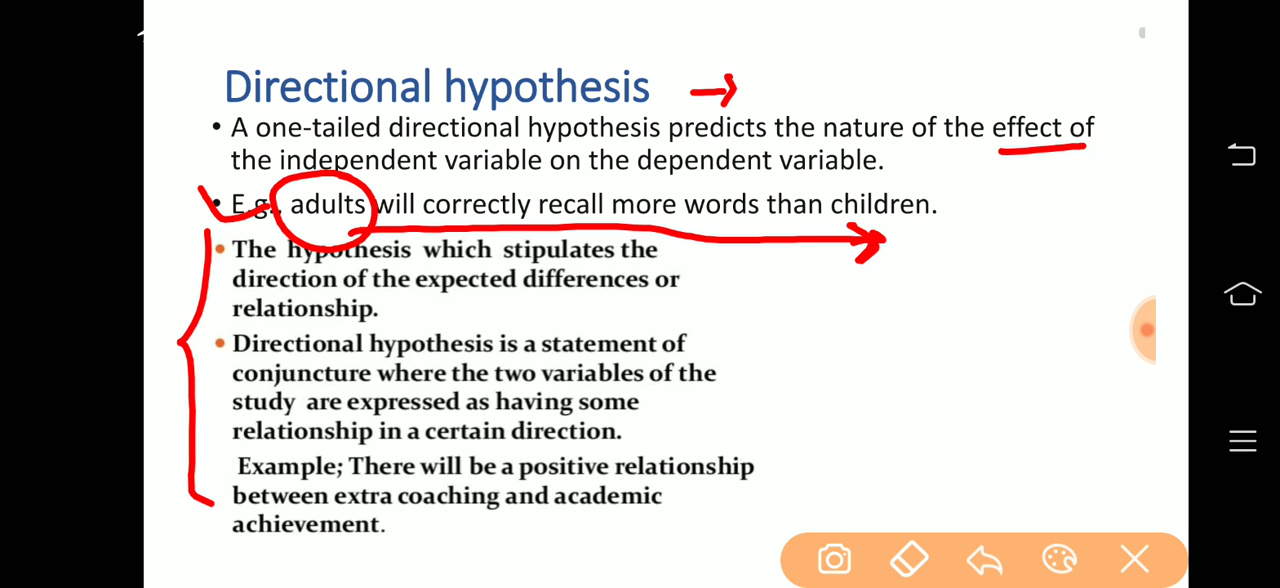 Directional hypothesis
• A one-tailed directional hypothesis predicts the nature of the effect of
the independent variable on the dependent variable.
• E.g., adults will correctly recall more words than children.
• The hypothesis which stipulates the
direction of the expected differences or
relationship.
• Directional hypothesis is a statement of
conjuncture where the two variables of the
study are expressed as having some
relationship in a certain direction.
Example; There will be a positive relationship
between extra coaching and academic
achievement.